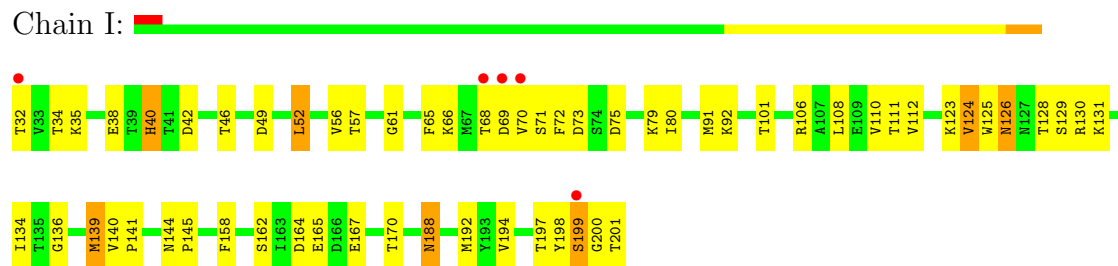 Chain I:
T32 V33 T34 K35 E38 T39 H40 T41 D42 T46 D49 L52 V56 T57 G61 F65 K66 M67 T68 D69 V70 S71 F72 D73 S74 D75 K79 I80 M91 K92 T101 R106 A107 L108 E109 V110 T111 V112 K123 V124 W125 N126 N127 T128 S129 R130 K131
I134 T135 G136 M139 V140 P141 N144 P145 F158 S162 Y163 D164 E165 D166 E167 T170 N188 M192 Y193 V194 T197 Y198 S199 G200 T201